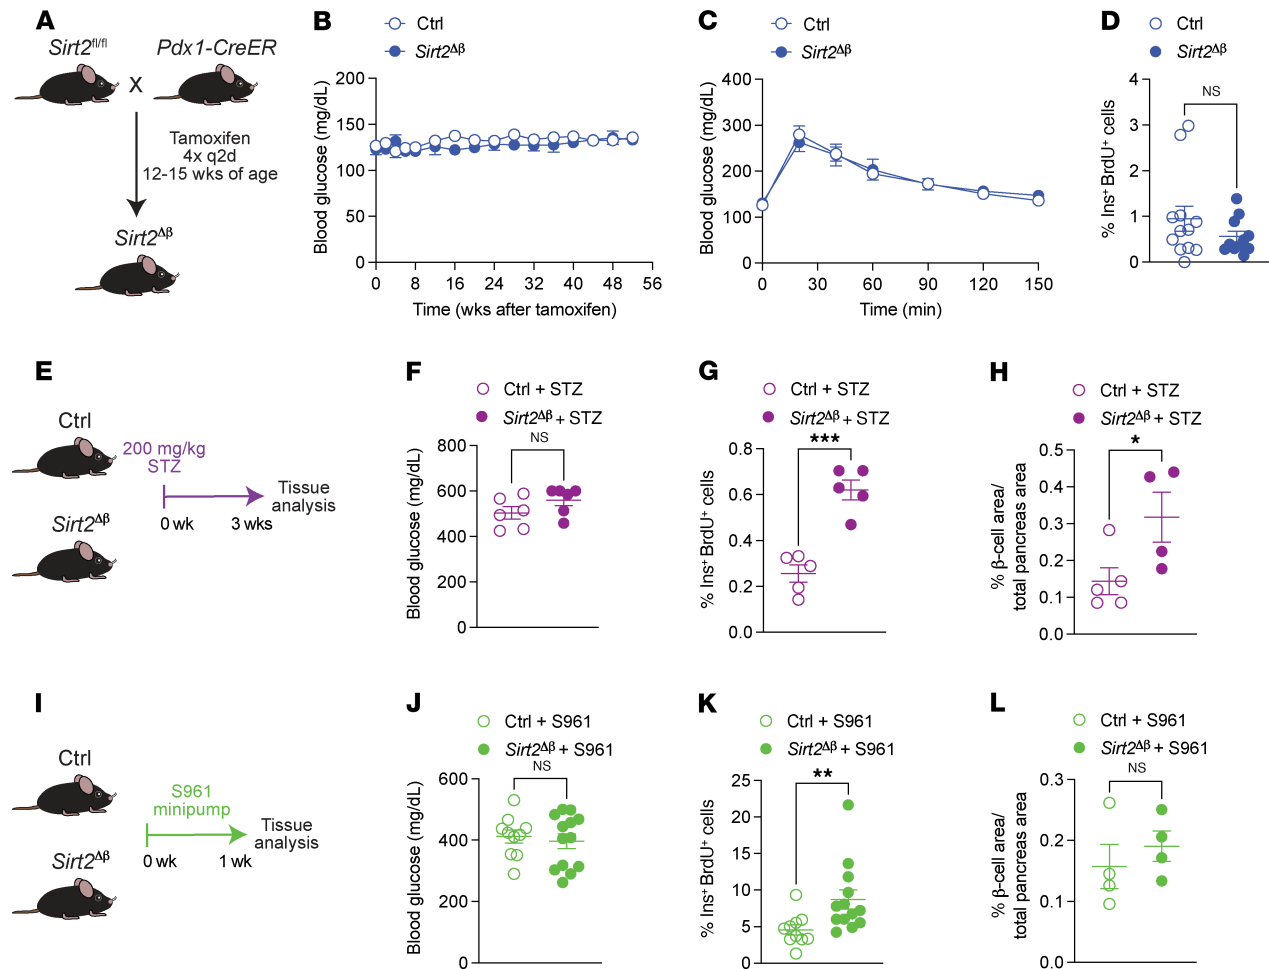 A
Sirt2fl/fl
Pdx1-CreER
X
Tamoxifen
4x q2d
12-15 wks of age
Sirt2Δβ
B
Ctrl
Sirt2Δβ
Blood glucose (mg/dL)
200
150
100
50
0
0 8 16 24 32 40 48 56
Time (wks after tamoxifen)
C
Ctrl
Sirt2Δβ
Blood glucose (mg/dL)
400
300
200
100
0
0 30 60 90 120 150
Time (min)
D
Ctrl
Sirt2Δβ
NS
% Ins+ BrdU+ cells
4
3
2
1
0
E
Ctrl
200 mg/kg
STZ
Tissue
analysis
0 wk
3 wks
Sirt2Δβ
F
Ctrl + STZ
Sirt2Δβ + STZ
NS
Blood glucose (mg/dL)
800
600
400
200
0
G
Ctrl + STZ
Sirt2Δβ + STZ
***
% Ins+ BrdU+ cells
0.8
0.6
0.4
0.2
0.0
H
Ctrl + STZ
Sirt2Δβ + STZ
*
% β-cell area/
total pancreas area
0.5
0.4
0.3
0.2
0.1
0.0
I
Ctrl
S961
minipump
Tissue
analysis
0 wk
1 wk
Sirt2Δβ
J
Ctrl + S961
Sirt2Δβ + S961
NS
Blood glucose (mg/dL)
600
400
200
0
K
Ctrl + S961
Sirt2Δβ + S961
**
% Ins+ BrdU+ cells
25
20
15
10
5
0
L
Ctrl + S961
Sirt2Δβ + S961
NS
% β-cell area/
total pancreas area
0.3
0.2
0.1
0.0